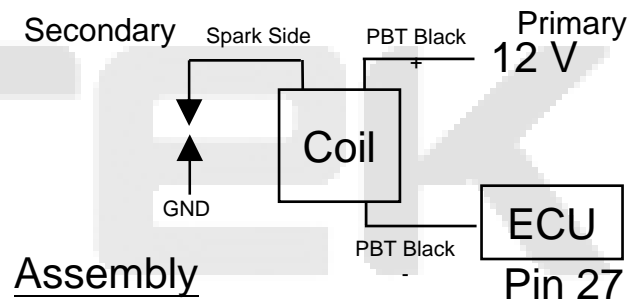 Secondary
Spark Side
PBT Black
+
Primary
12 V
Coil
GND
PBT Black
-
ECU
Pin 27
Assembly